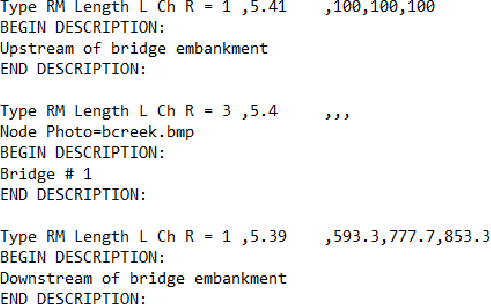 Type RM Length L Ch R = 1 ,5.41    ,100,100,100
BEGIN DESCRIPTION:
Upstream of bridge embankment
END DESCRIPTION:

Type RM Length L Ch R = 3 ,5.4     ,,,
Node Photo=bcreek.bmp
BEGIN DESCRIPTION:
Bridge # 1
END DESCRIPTION:

Type RM Length L Ch R = 1 ,5.39    ,593.3,777.7,853.3
BEGIN DESCRIPTION:
Downstream of bridge embankment
END DESCRIPTION: